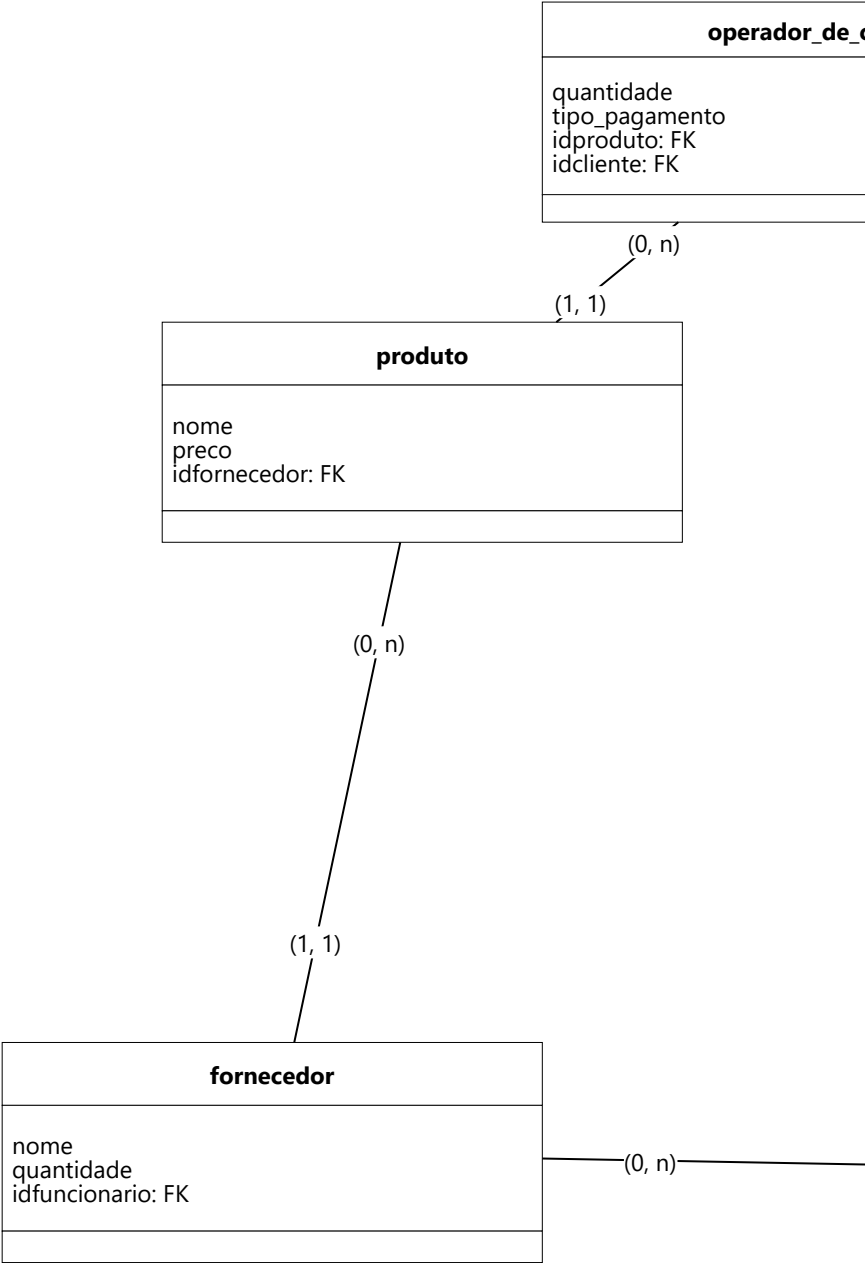 operador_de_
quantidade
tipo_pagamento
idproduto: FK
idcliente: FK
(0, n)
(1, 1)
produto
nome
preco
idfornecedor: FK
(0, n)
(1, 1)
fornecedor
nome
quantidade
idfuncionario: FK
(0, n)